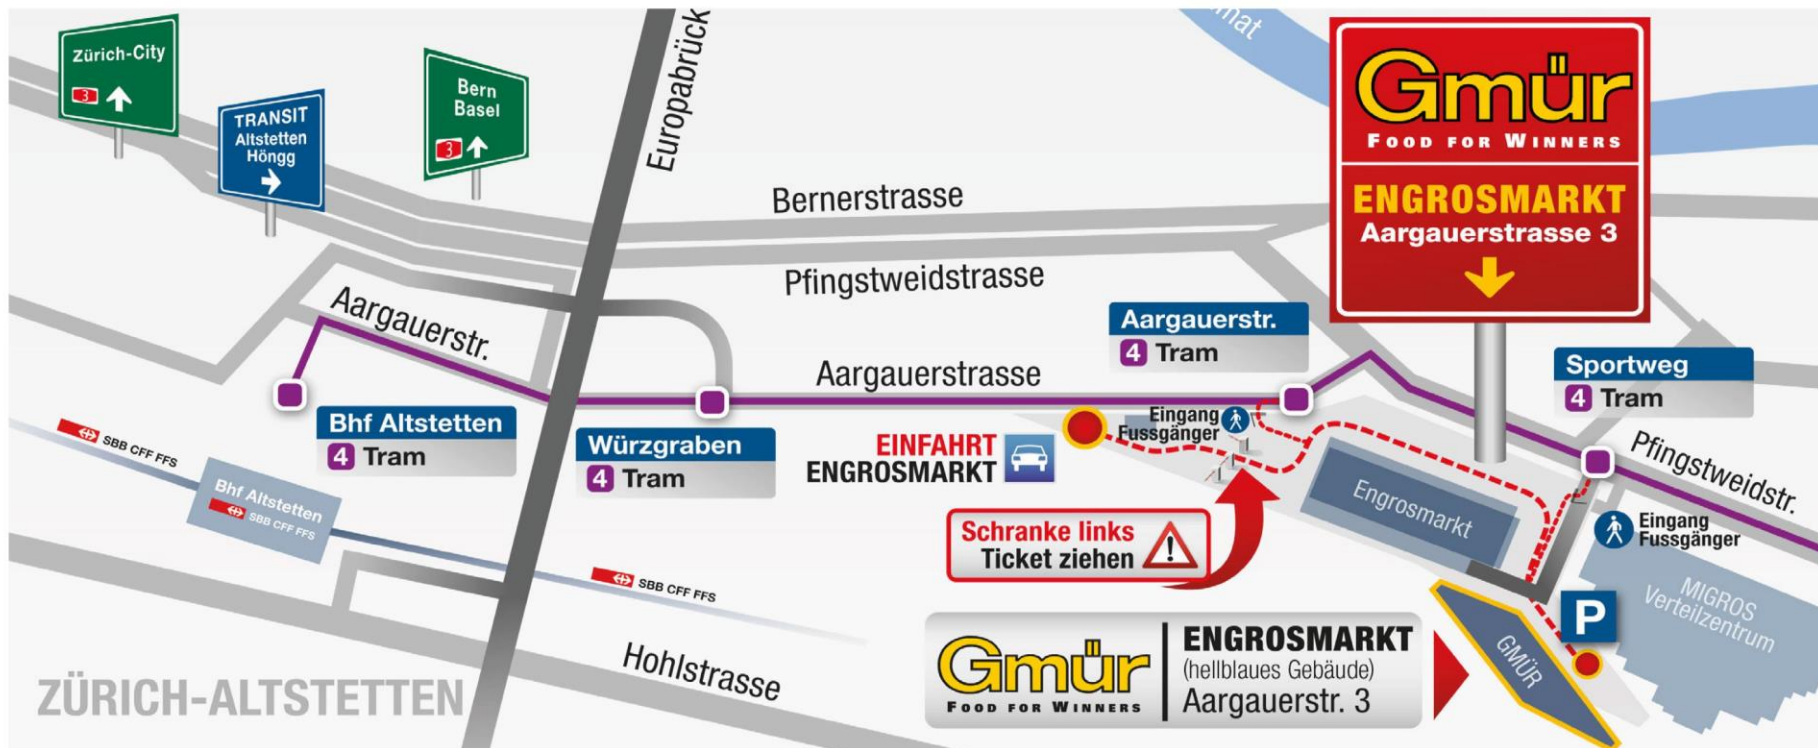 Zürich-City
3
TRANSIT
Altstetten
Höngg
Bern
Basel
3
Europabrück
mat
Gmür
FOOD FOR WINNERS
ENGROSMARKT
Aargauerstrasse 3
Bernerstrasse
Pfingstweidstrasse
Aargauerstr.
Aargauerstrasse
Aargauerstr.
4 Tram
Sportweg
4 Tram
Bhf Altstetten
4 Tram
Würzgraben
4 Tram
Pfingstweidstr.
SBB CFF FFS
Bhf Altstetten
SBB CFF FFS
SBB CFF FFS
EINFAHRT
ENGROSMARKT
Eingang
Fussgänger
Engrosmarkt
Schranke links
Ticket ziehen
Eingang
Fussgänger
MIGROS
Verteilzentrum
P
GMÜR
Gmür
FOOD FOR WINNERS
ENGROSMARKT
(hellblaues Gebäude)
Aargauerstr. 3
Hohlstrasse
ZÜRICH-ALTSTETTEN